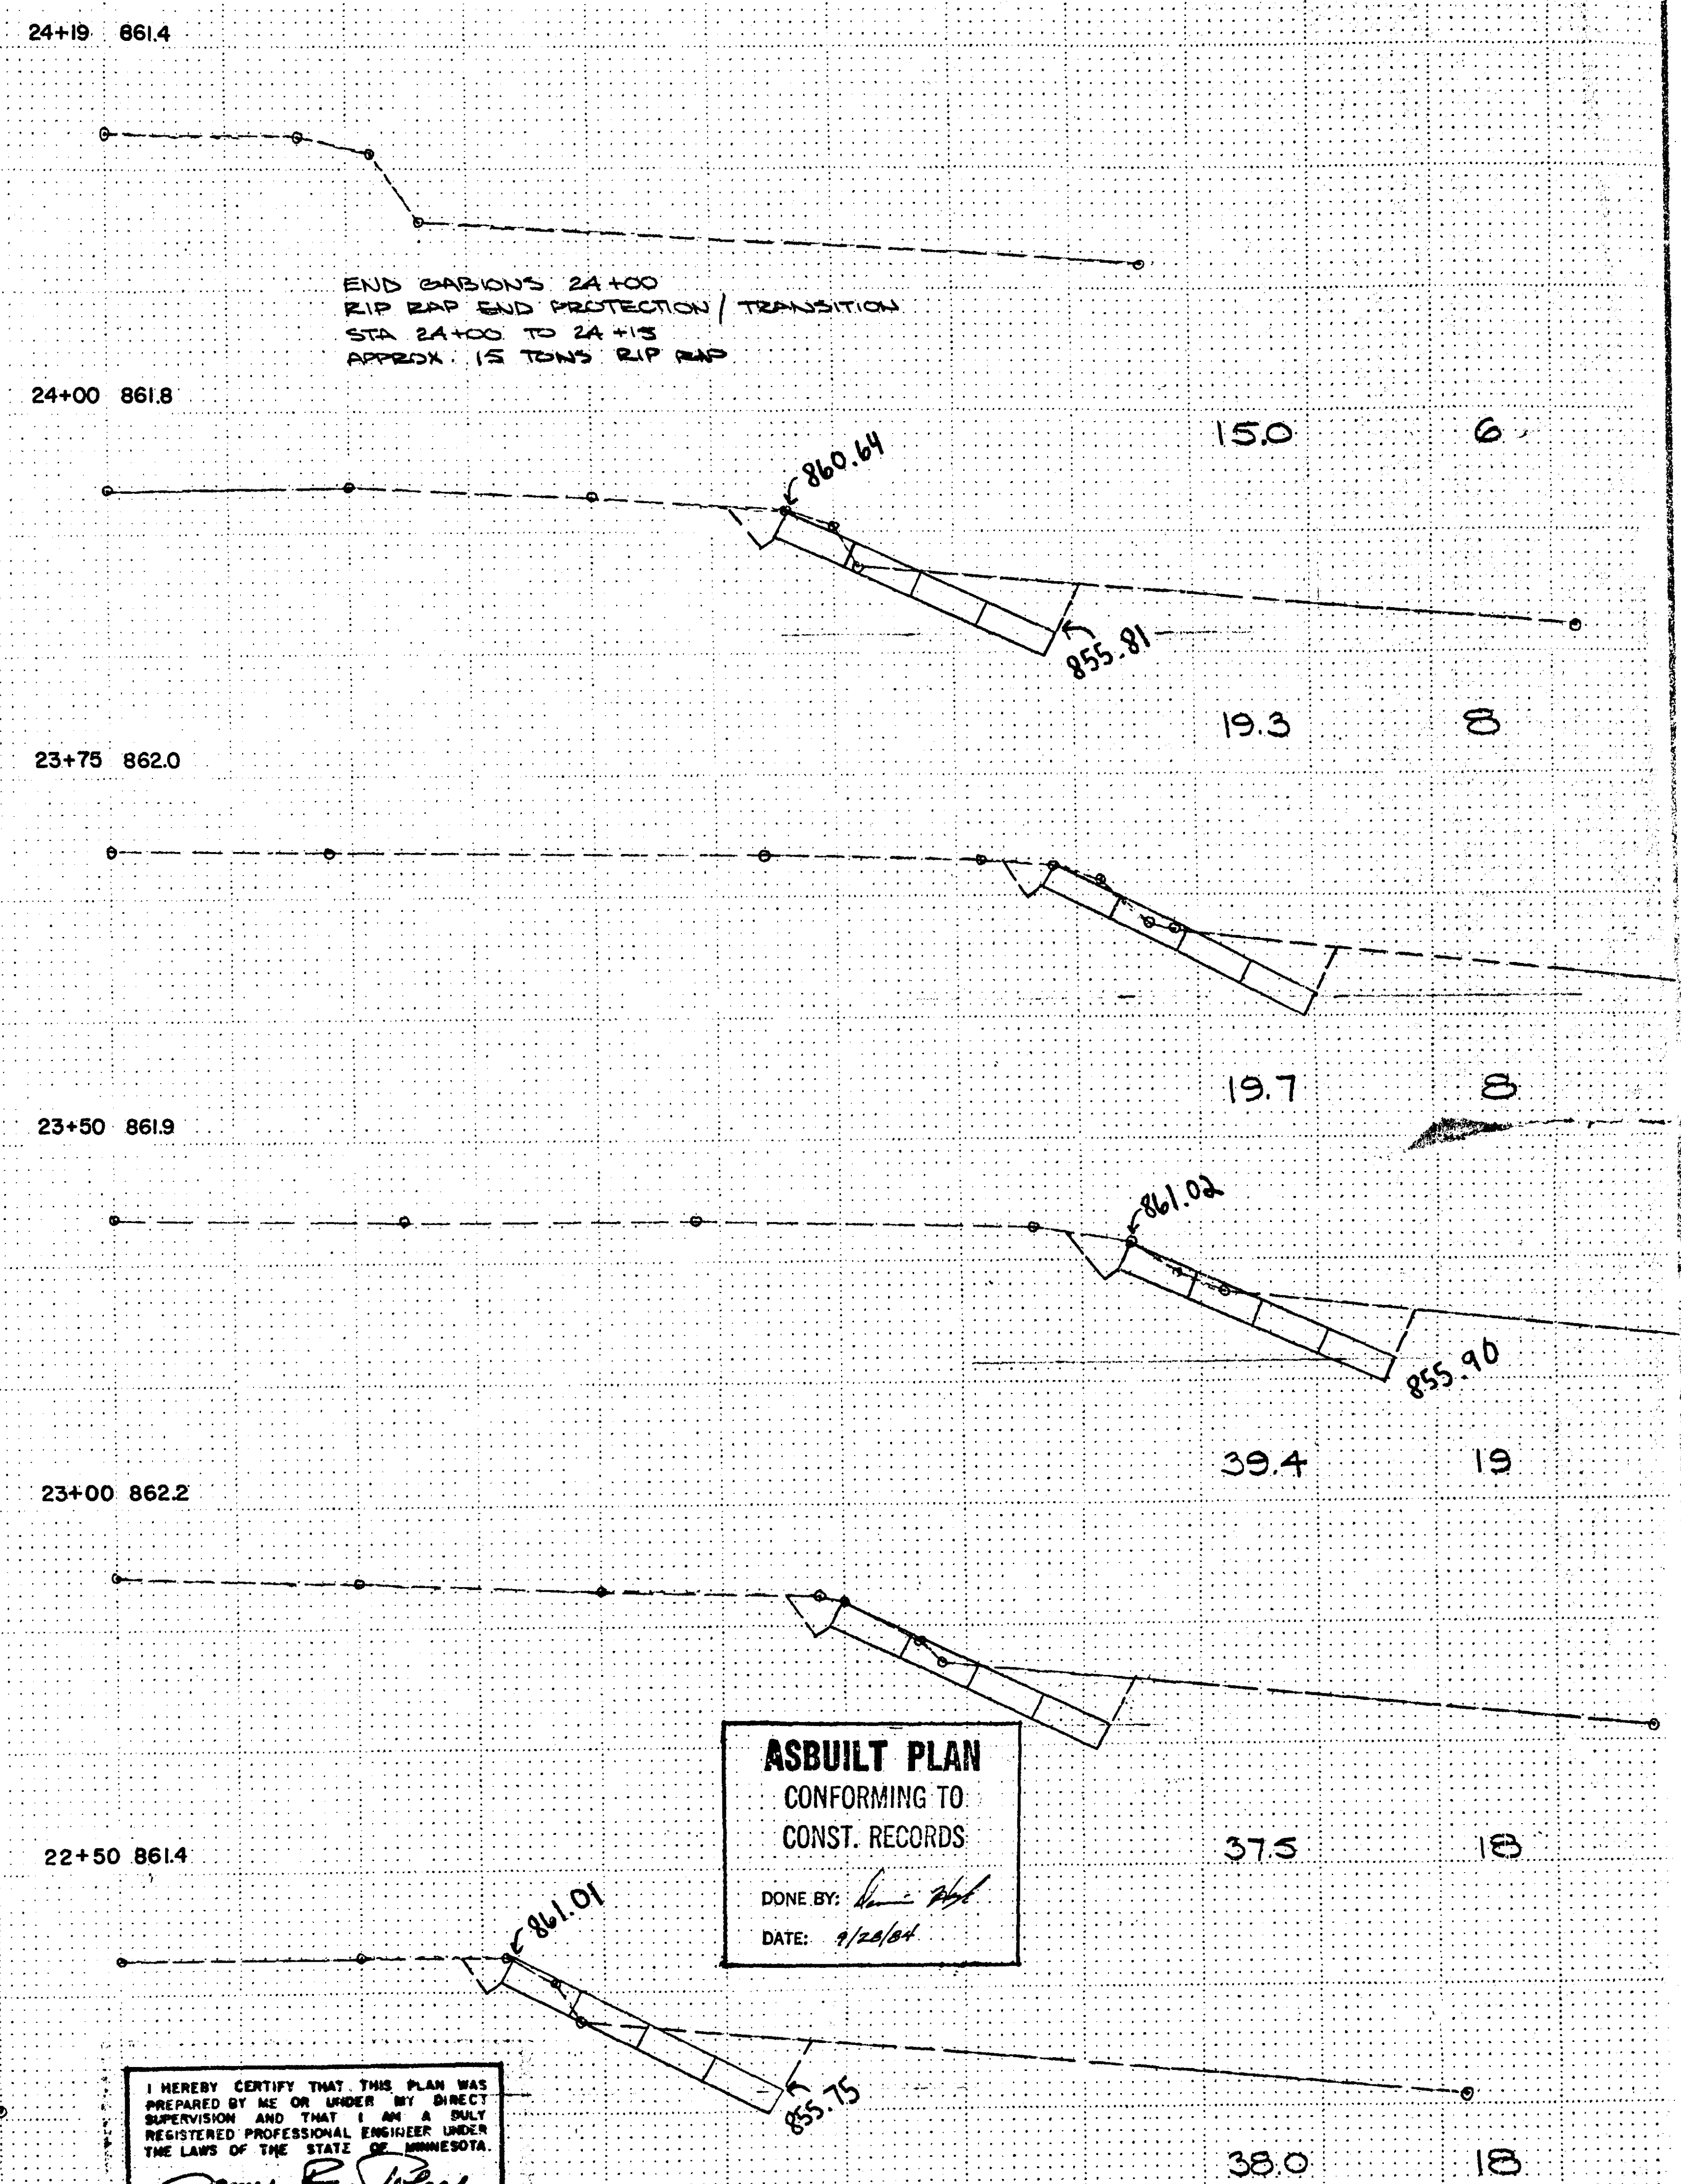 24+19 861.4
END GABIONS 24+00
RIP RAP END PROTECTION / TRANSITION
STA 24+00 TO 24+15
APPROX. 15 TONS RIP RAP
24+00 861.8
15.0 6
860.64
855.81
19.3 8
23+75 862.0
19.7 8
23+50 861.9
861.02
855.90
39.4 19
23+00 862.2
ASBUILT PLAN
CONFORMING TO
CONST. RECORDS
DONE BY:
DATE: 9/28/84
37.5 18
22+50 861.4
861.01
855.75
I HEREBY CERTIFY THAT THIS PLAN WAS
PREPARED BY ME OR UNDER MY DIRECT
SUPERVISION AND THAT I AM A DULY
REGISTERED PROFESSIONAL ENGINEER UNDER
THE LAWS OF THE STATE OF MINNESOTA.
38.0 18